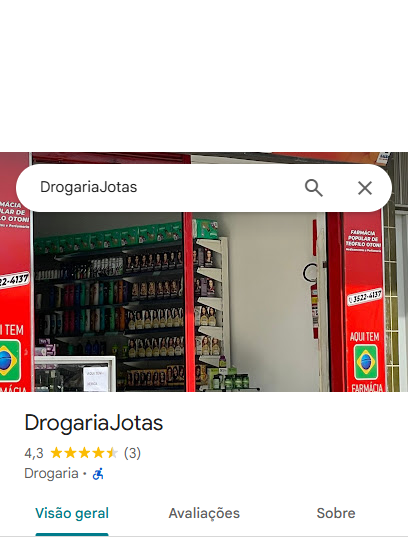 DrogariaJotas
FARMÁCIA
POPULAR DE
TEÓFILO OTONI
3522-4137
AQUI TEM
FARMÁCIA
FARMÁCIA
POPULAR DE
TEÓFILO OTONI
3522-4137
AQUI TEM
FARMÁCIA
DrogariaJotas
4,3 (3)
Drogaria ·
Visão geral
Avaliações
Sobre